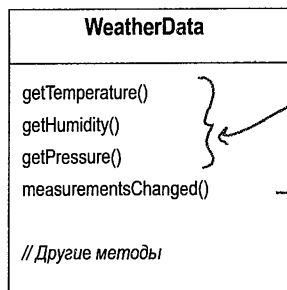 WeatherData
getTemperature()
getHumidity()
getPressure()
measurementsChanged()
// Другие методы